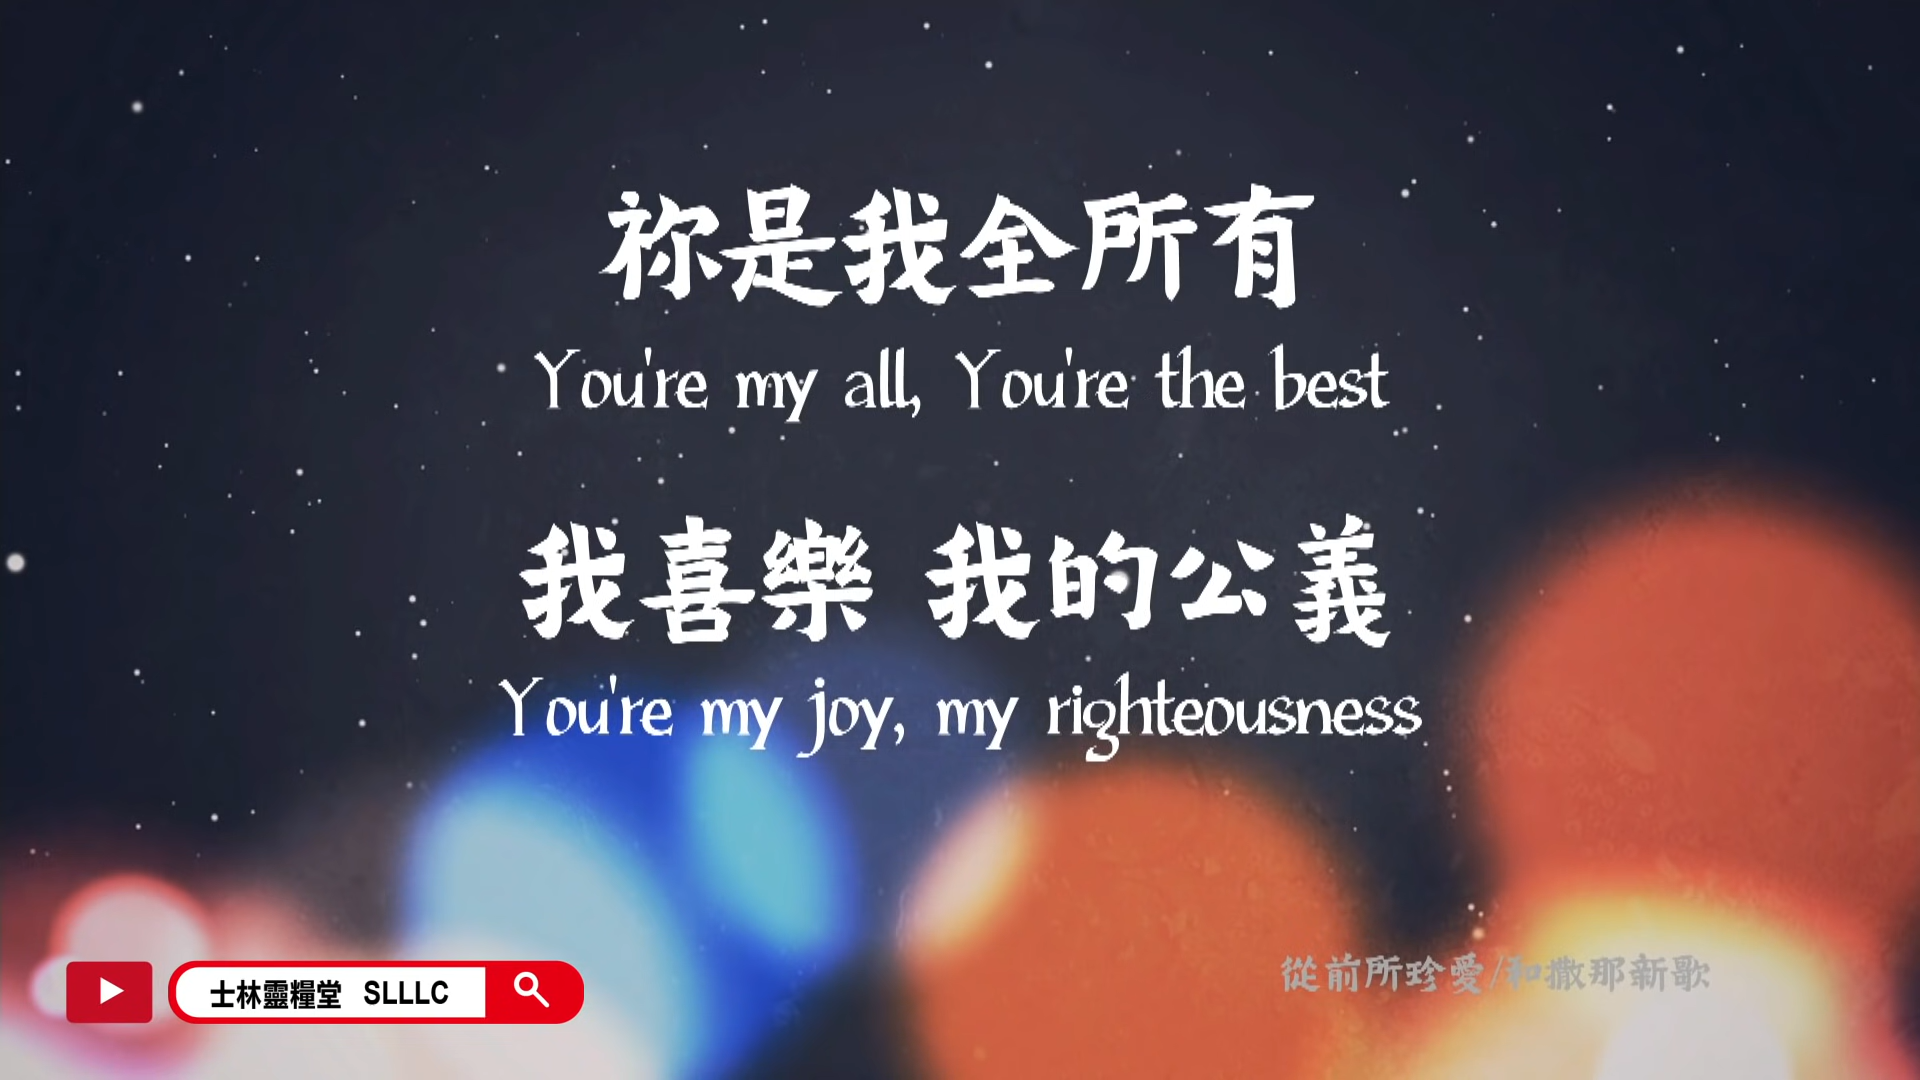 祢是我全所有
You're my all, You're the best
我喜樂 我的公義
You're my joy, my righteousness
從前所珍愛/和撒那新歌
士林靈糧堂 SLLLC